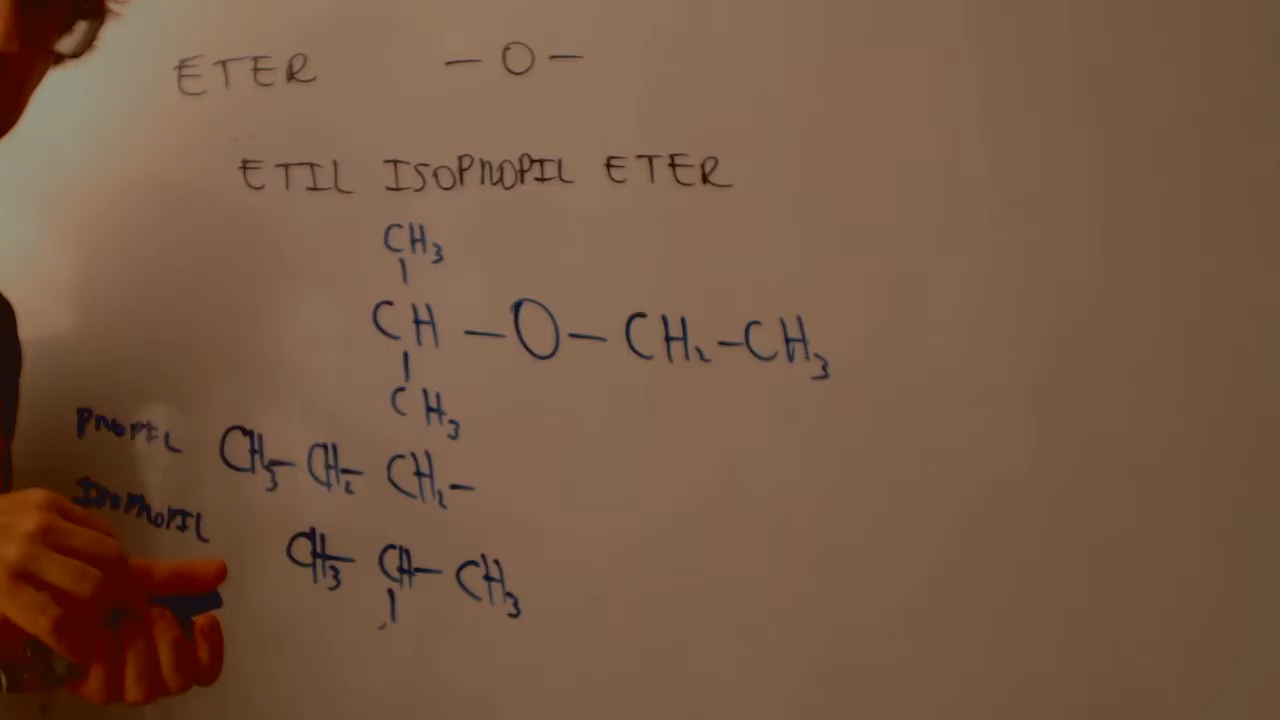 ETER –O–
ETIL ISOPROPIL ETER
CH3
|
CH – O – CH2 – CH3
|
CH3
PROPIL CH3 – CH2 – CH2 –
ISOPROPIL CH3 – CH – CH3
|